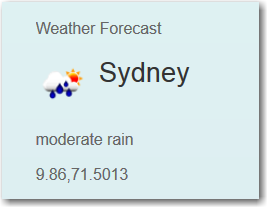 Weather Forecast
Sydney
moderate rain
9.86,71.5013